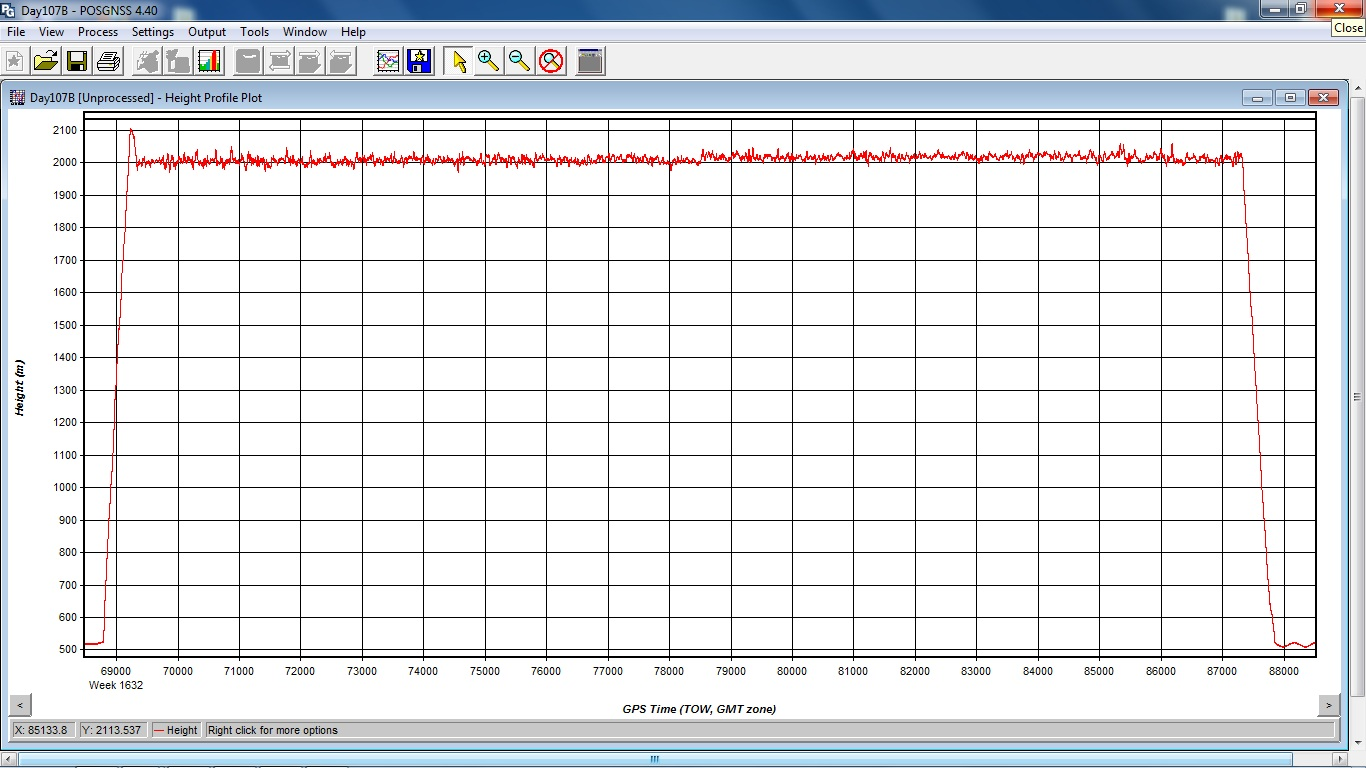 Day107B - POSGNSS 4.40
File View Process Settings Output Tools Window Help
Close
Day107B [Unprocessed] - Height Profile Plot
2100
2000
1900
1800
1700
1600
1500
1400
1300
1200
1100
1000
900
800
700
600
500
Height (m)
69000 70000 71000 72000 73000 74000 75000 76000 77000 78000 79000 80000 81000 82000 83000 84000 85000 86000 87000 88000
Week 1632
GPS Time (TOW, GMT zone)
< >
X: 85133.8 Y: 2113.537 Height Right click for more options